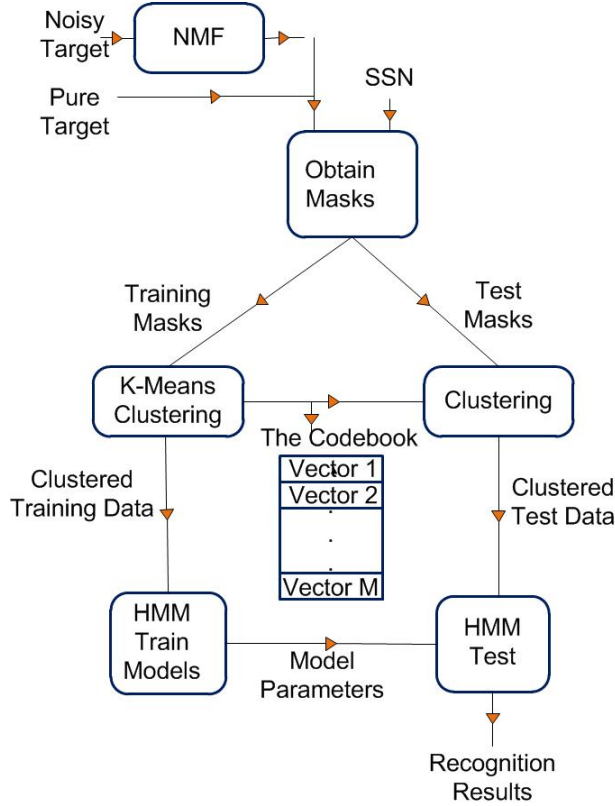 Noisy
Target
NMF
Pure
Target
SSN
Obtain
Masks
Training
Masks
Test
Masks
K-Means
Clustering
Clustering
The Codebook
Vector 1
Vector 2
.
.
.
Vector M
Clustered
Training Data
Clustered
Test Data
HMM
Train
Models
Model
Parameters
HMM
Test
Recognition
Results